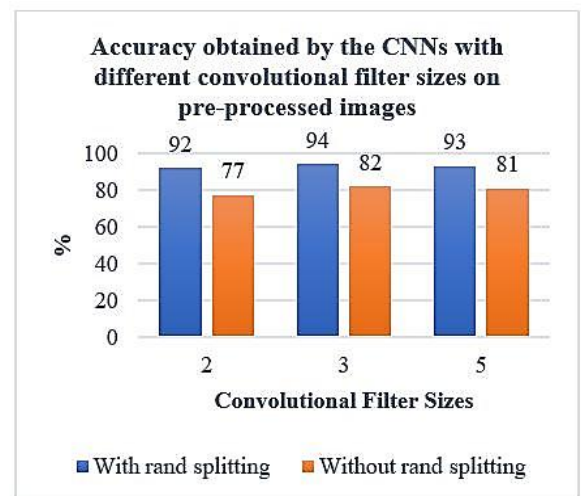 Accuracy obtained by the CNNs with
different convolutional filter sizes on
pre-processed images
92 77 94 82 93 81
100
80
60
40
20
0
%
2 3 5
Convolutional Filter Sizes
With rand splitting Without rand splitting